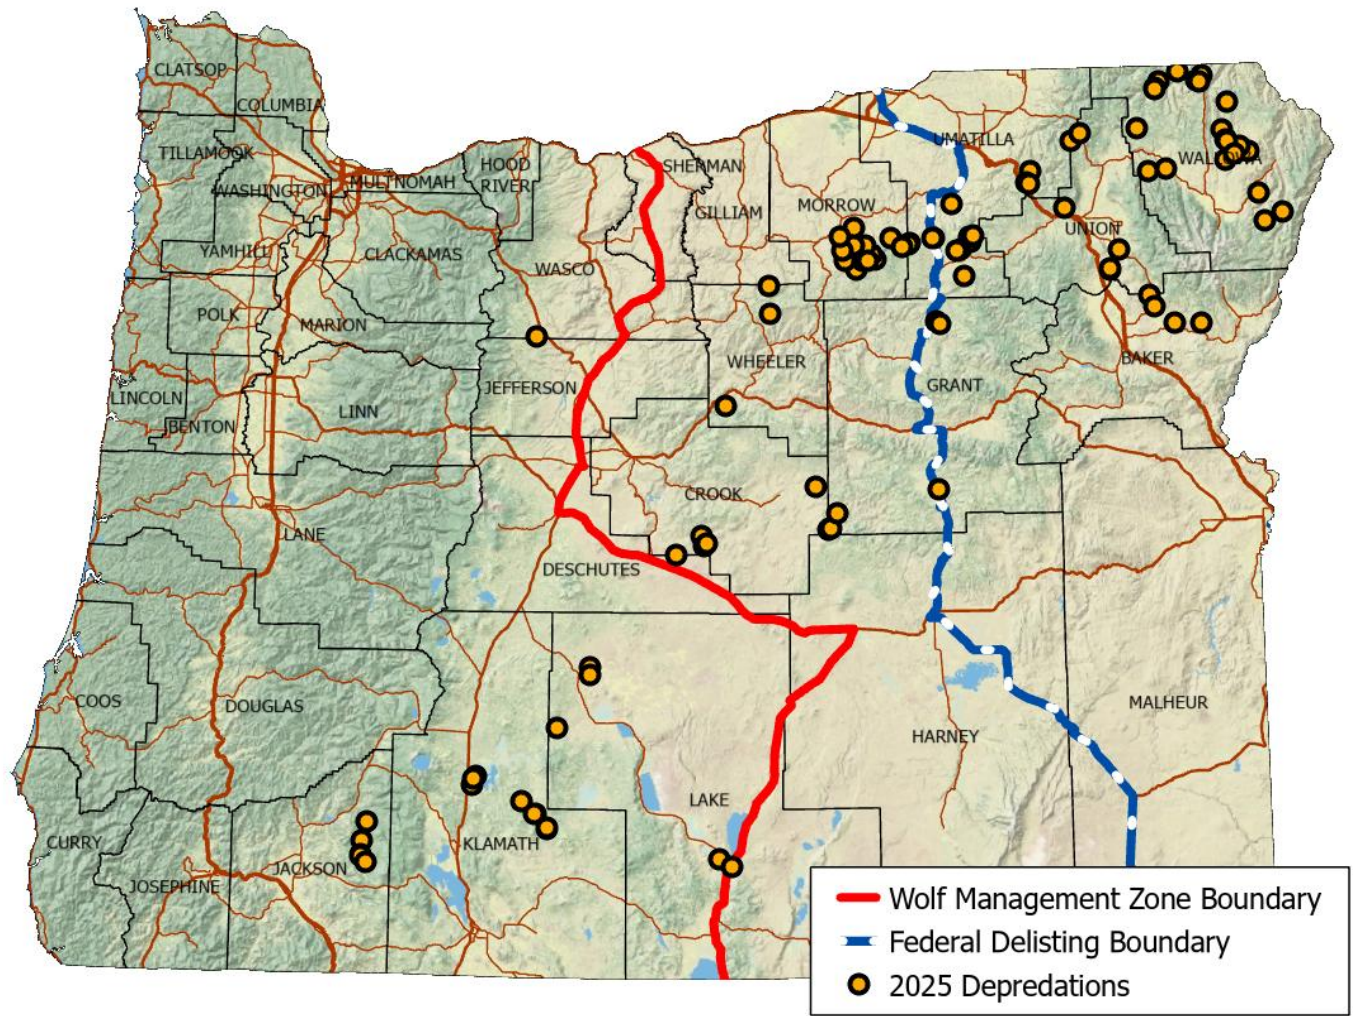 CLATSOP
COLUMBIA
TILLAMOOK
WASHINGTON
MULTNOMAH
HOOD
RIVER
SHERMAN
UMATILLA
WALLOWA
GILLIAM
MORROW
UNION
YAMHILL
CLACKAMAS
WASCO
POLK
MARION
WHEELER
BAKER
JEFFERSON
GRANT
LINCOLN
LINN
BENTON
CROOK
LANE
DESCHUTES
COOS
DOUGLAS
MALHEUR
HARNEY
LAKE
CURRY
KLAMATH
JACKSON
JOSEPHINE
Wolf Management Zone Boundary
Federal Delisting Boundary
2025 Depredations